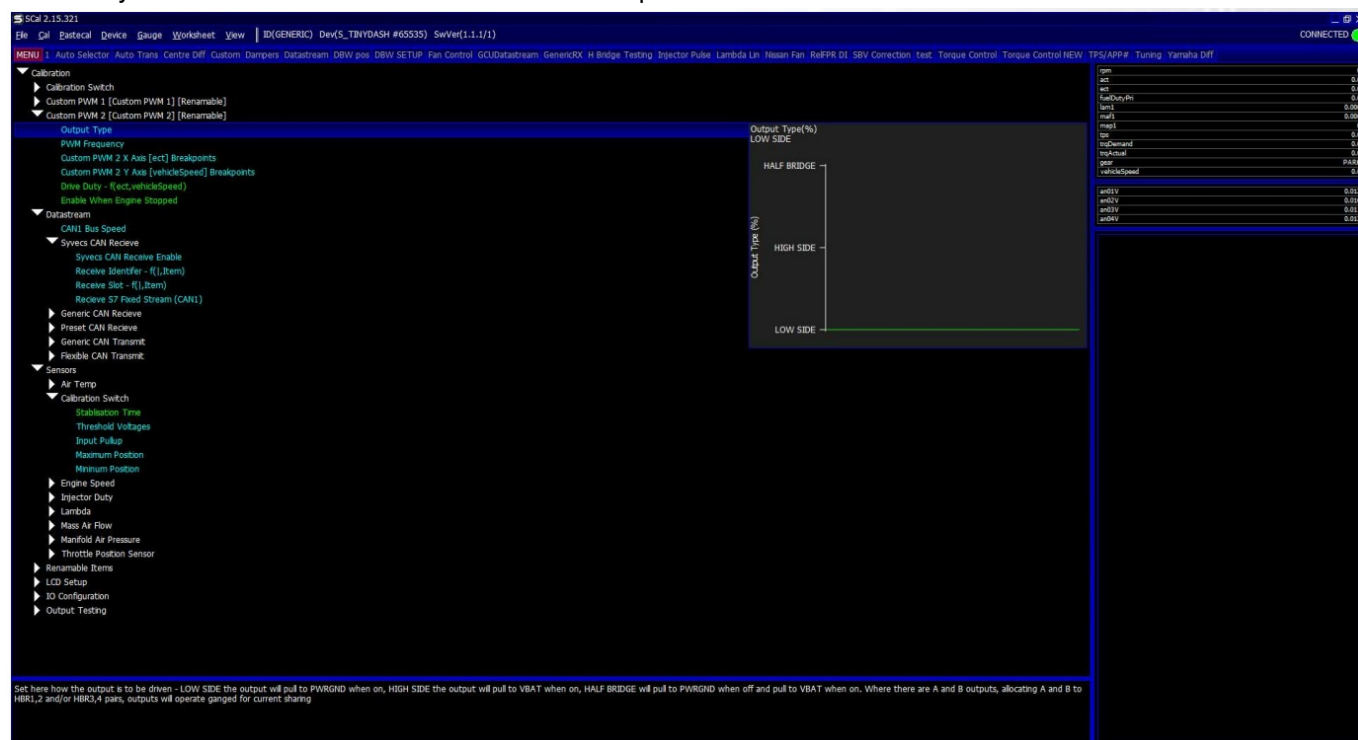 SCal 2.15.321
File Cal Pastecal Device Gauge Worksheet View ID(GENERIC) Dev(S_TINYDASH #65535) SwVer(1.1.1/1) CONNECTED
MENU 1 Auto Selector Auto Trans Centre Diff Custom Dampers Datastream DBW pos DBW SETUP Fan Control GCUDatastream GenericRX H Bridge Testing Injector Pulse Lambda Lin Nissan Fan RelFPR DI SBV Correction test Torque Control Torque Control NEW TPS/APP# Tuning Yamaha Diff
Calibration
Calibration Switch
Custom PWM 1 [Custom PWM 1] [Renamable]
Custom PWM 2 [Custom PWM 2] [Renamable]
Output Type
PWM Frequency
Custom PWM 2 X Axis [ect] Breakpoints
Custom PWM 2 Y Axis [vehicleSpeed] Breakpoints
Drive Duty - f(ect,vehicleSpeed)
Enable When Engine Stopped
Datastream
CAN1 Bus Speed
Syvecs CAN Recieve
Syvecs CAN Receive Enable
Receive Identifer - f(|,Item)
Receive Slot - f(|,Item)
Recieve S7 Fixed Stream (CAN1)
Generic CAN Recieve
Preset CAN Recieve
Generic CAN Transmit
Flexible CAN Transmit
Sensors
Air Temp
Calibration Switch
Stablisation Time
Threshold Voltages
Input Pullup
Maximum Position
Mininum Position
Engine Speed
Injector Duty
Lambda
Mass Air Flow
Manifold Air Pressure
Throttle Position Sensor
Renamable Items
LCD Setup
IO Configuration
Output Testing
Output Type(%)
LOW SIDE
HALF BRIDGE
HIGH SIDE
LOW SIDE
Output Type (%)
rpm
act
ect
fuelDutyPri
lam1
maf1
map1
tps
trqDemand
trqActual
gear
vehicleSpeed
an01V
an02V
an03V
an04V
Set here how the output is to be driven - LOW SIDE the output will pull to PWRGND when on, HIGH SIDE the output will pull to VBAT when on, HALF BRIDGE will pull to PWRGND when off and pull to VBAT when on. Where there are A and B outputs, allocating A and B to
HBR1,2 and/or HBR3,4 pairs, outputs will operate ganged for current sharing